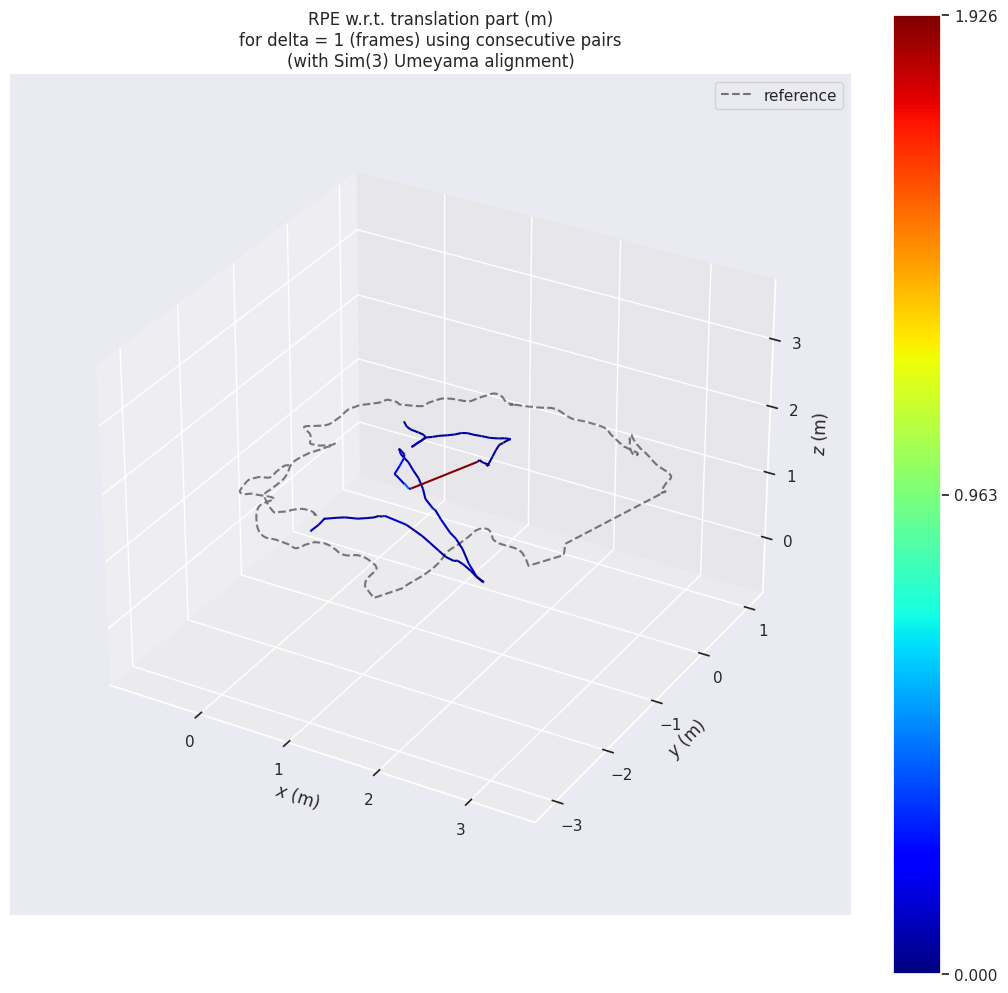 RPE w.r.t. translation part (m)
for delta = 1 (frames) using consecutive pairs
(with Sim(3) Umeyama alignment)
reference
1.926
0.963
0.000
3
2
1
0
z (m)
1
0
−1
−2
−3
y (m)
0
1
2
3
x (m)